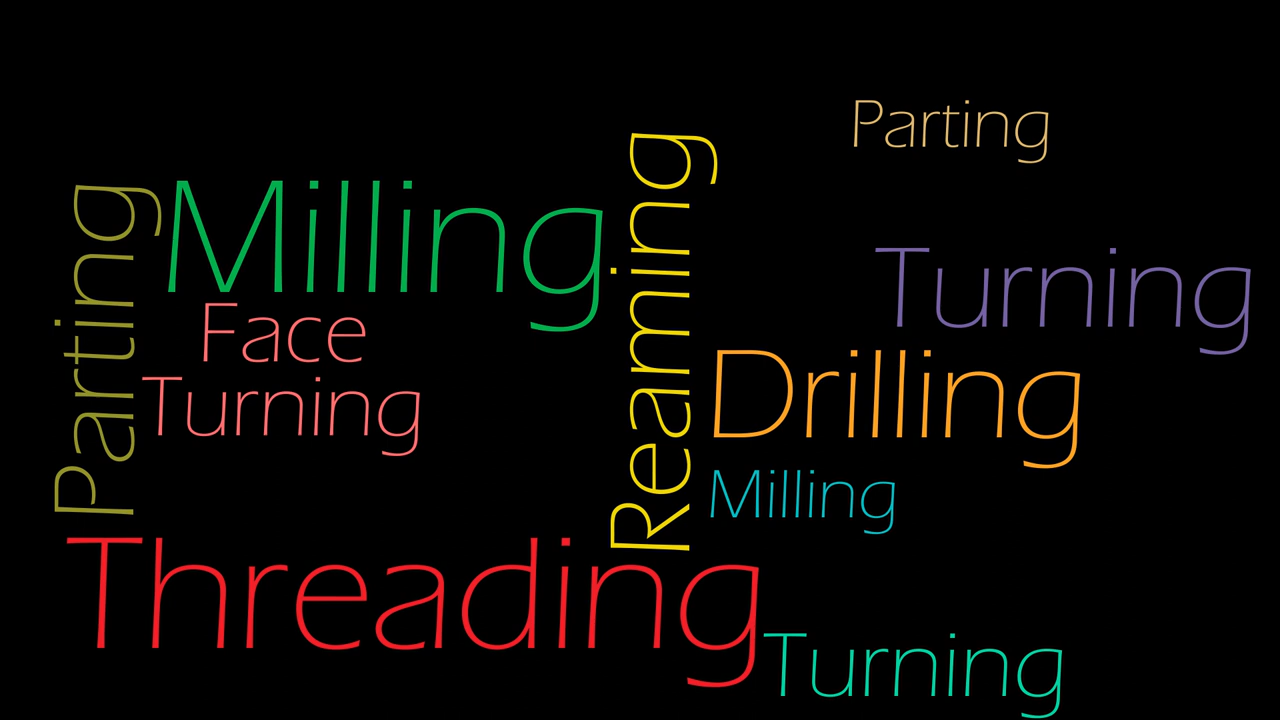 Parting
Parting
Milling
Reaming
Turning
Face
Turning
Drilling
Milling
Threading
Turning